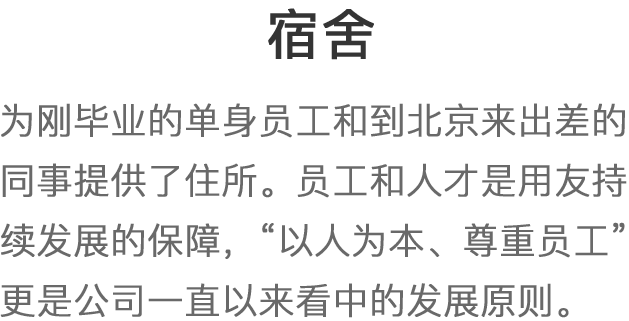 宿舍
为刚毕业的单身员工和到北京来出差的
同事提供了住所。员工和人才是用友持
续发展的保障，“以人为本、尊重员工”
更是公司一直以来看中的发展原则。